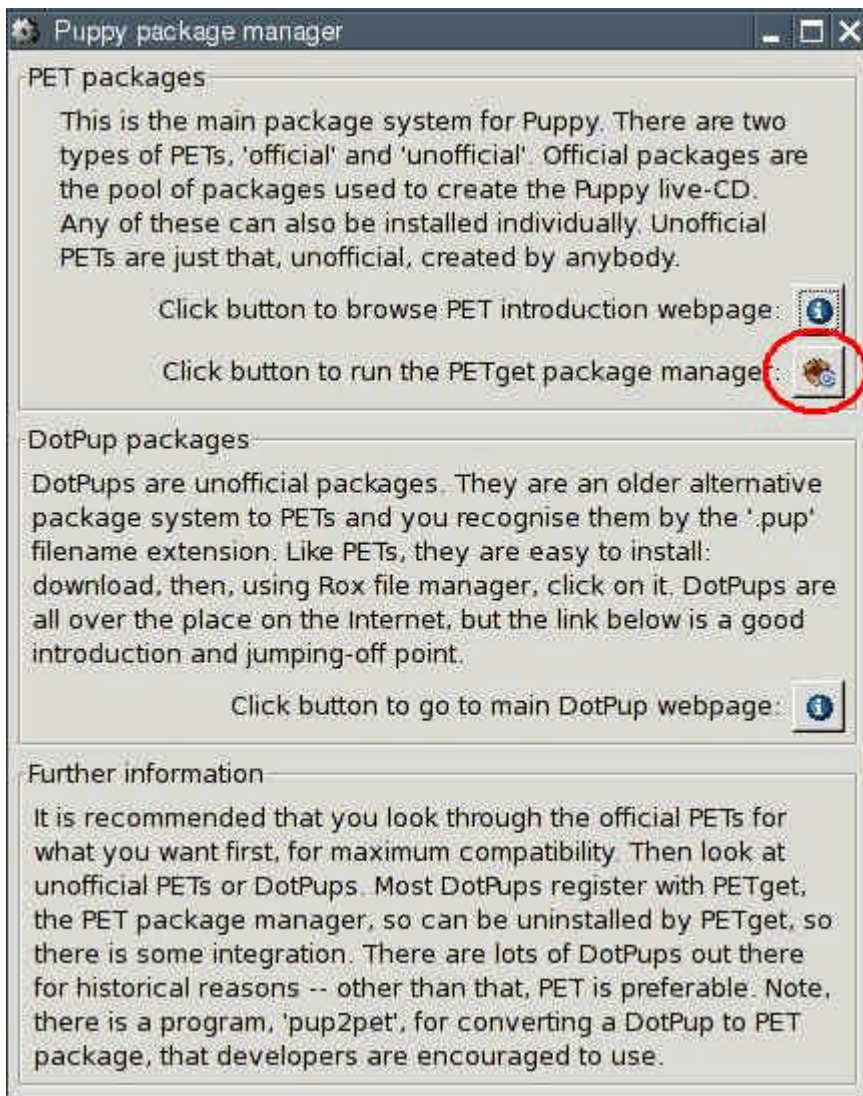 Puppy package manager
PET packages
This is the main package system for Puppy. There are two
types of PETs, 'official' and 'unofficial'. Official packages are
the pool of packages used to create the Puppy live-CD.
Any of these can also be installed individually. Unofficial
PETs are just that, unofficial, created by anybody.
Click button to browse PET introduction webpage:
Click button to run the PETget package manager:
DotPup packages
DotPups are unofficial packages. They are an older alternative
package system to PETs and you recognise them by the '.pup'
filename extension. Like PETs, they are easy to install:
download, then, using Rox file manager, click on it. DotPups are
all over the place on the Internet, but the link below is a good
introduction and jumping-off point.
Click button to go to main DotPup webpage:
Further information
It is recommended that you look through the official PETs for
what you want first, for maximum compatibility. Then look at
unofficial PETs or DotPups. Most DotPups register with PETget,
the PET package manager, so can be uninstalled by PETget, so
there is some integration. There are lots of DotPups out there
for historical reasons -- other than that, PET is preferable. Note,
there is a program, 'pup2pet', for converting a DotPup to PET
package, that developers are encouraged to use.